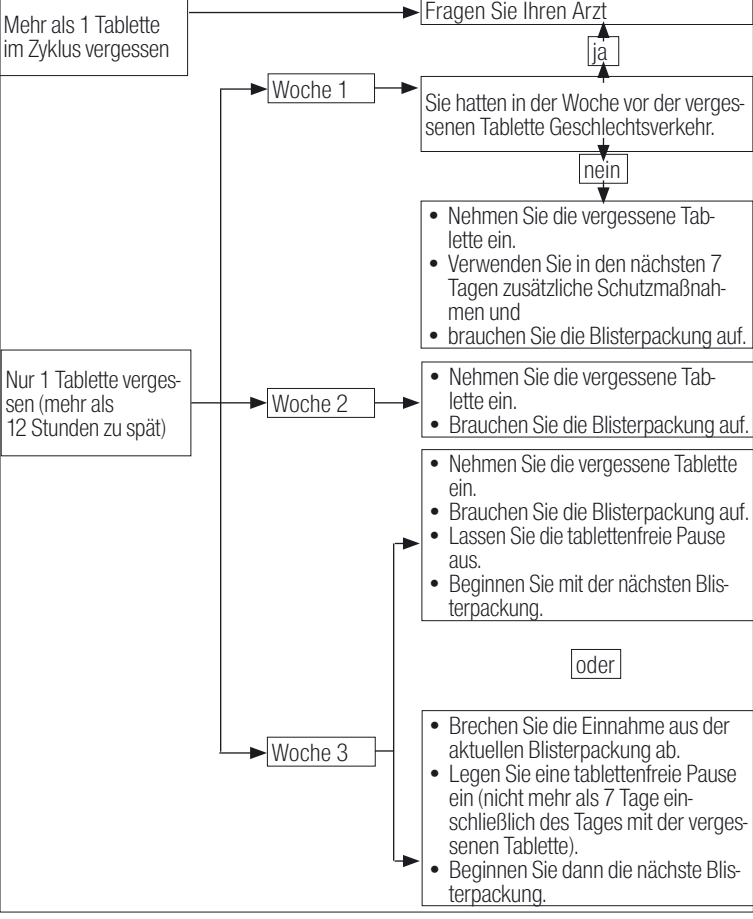 Mehr als 1 Tablette
im Zyklus vergessen
Fragen Sie Ihren Arzt
ja
Woche 1
Sie hatten in der Woche vor der verges-
senen Tablette Geschlechtsverkehr.
nein
• Nehmen Sie die vergessene Tab-
lette ein.
• Verwenden Sie in den nächsten 7
Tagen zusätzliche Schutzmaßnah-
men und
• brauchen Sie die Blisterpackung auf.
Nur 1 Tablette verges-
sen (mehr als
12 Stunden zu spät)
Woche 2
• Nehmen Sie die vergessene Tab-
lette ein.
• Brauchen Sie die Blisterpackung auf.
• Nehmen Sie die vergessene Tablette
ein.
• Brauchen Sie die Blisterpackung auf.
• Lassen Sie die tablettenfreie Pause
aus.
• Beginnen Sie mit der nächsten Blis-
terpackung.
oder
Woche 3
• Brechen Sie die Einnahme aus der
aktuellen Blisterpackung ab.
• Legen Sie eine tablettenfreie Pause
ein (nicht mehr als 7 Tage ein-
schließlich des Tages mit der verges-
senen Tablette).
• Beginnen Sie dann die nächste Blis-
terpackung.